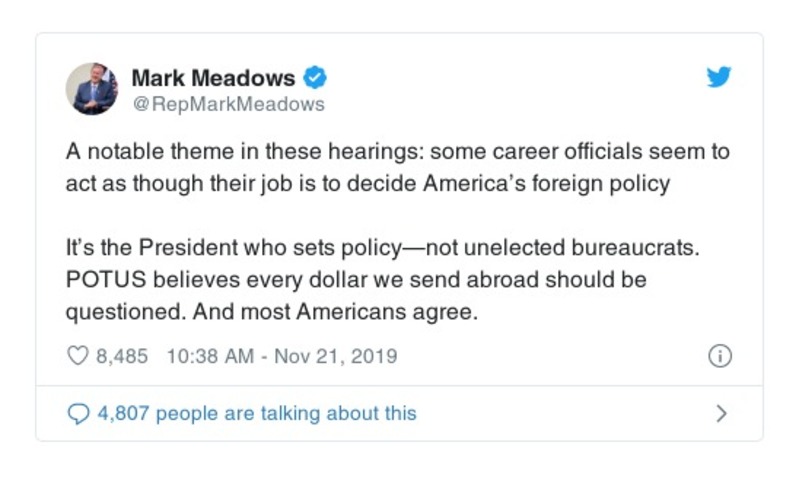 Mark Meadows
@RepMarkMeadows
A notable theme in these hearings: some career officials seem to
act as though their job is to decide America’s foreign policy
It’s the President who sets policy—not unelected bureaucrats.
POTUS believes every dollar we send abroad should be
questioned. And most Americans agree.
8,485 10:38 AM - Nov 21, 2019
4,807 people are talking about this